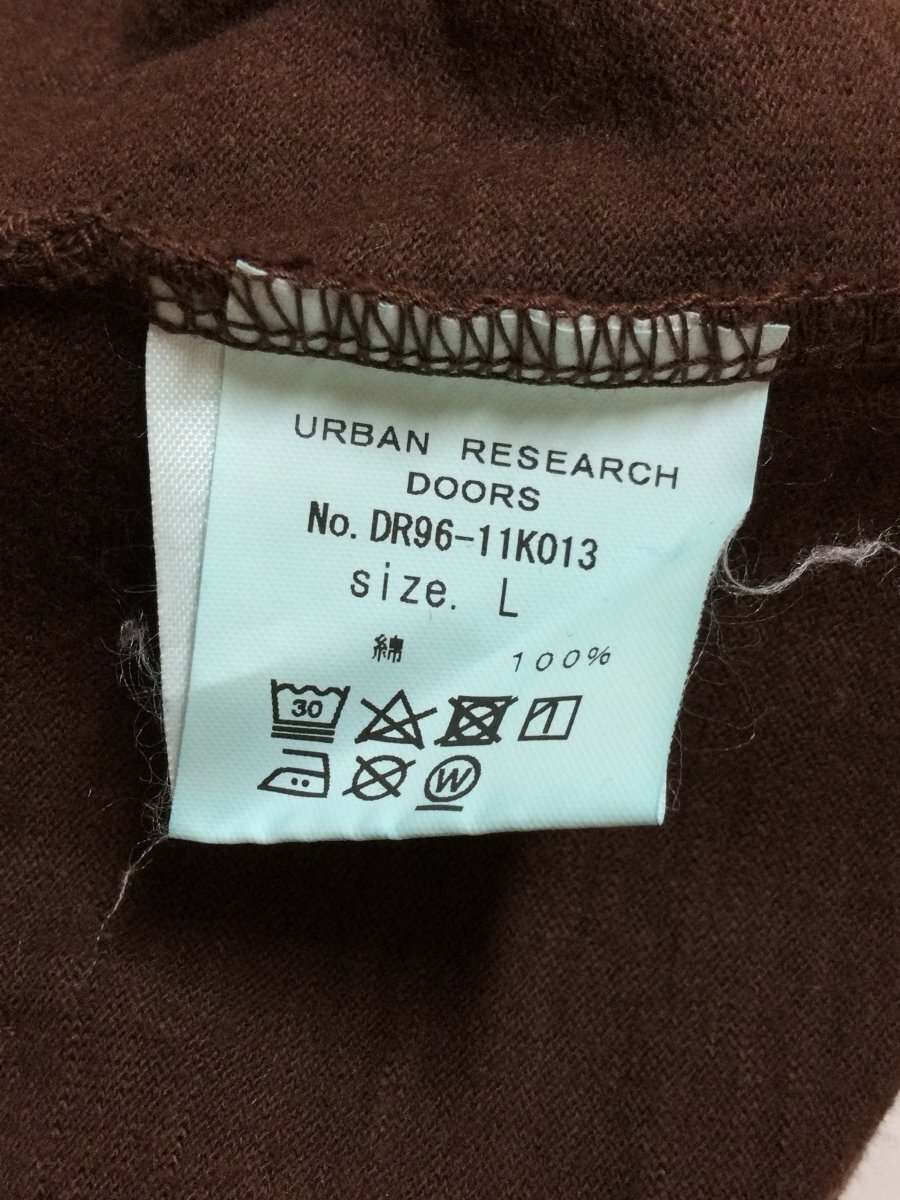 URBAN RESEARCH
DOORS
No. DR96-11K013
size. L
綿 100%
30
W